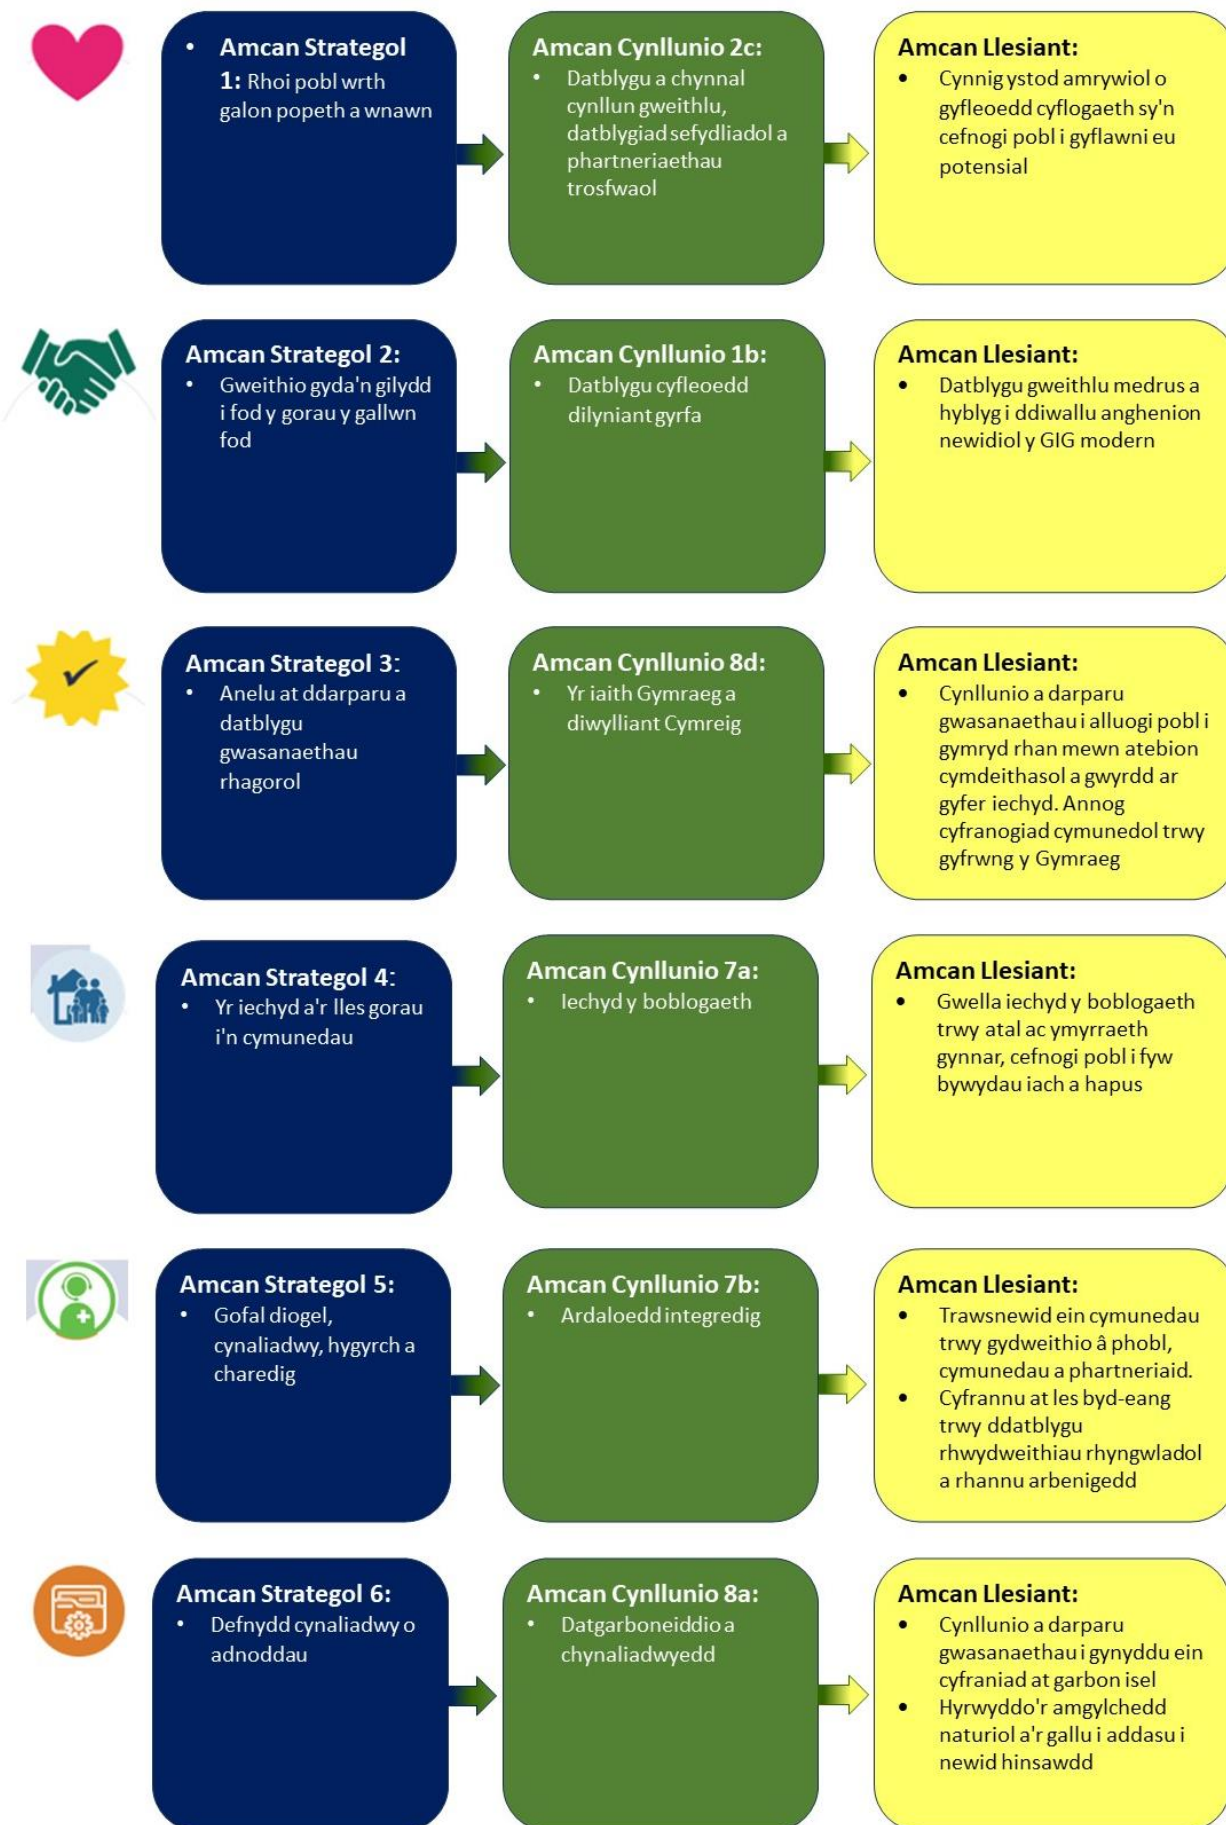 • Amcan Strategol
1: Rhoi pobl wrth
galon popeth a wnawn
Amcan Cynllunio 2c:
• Datblygu a chynnal
cynllun gweithlu,
datblygiad sefydliadol a
phartneriaethau
trosfwaol
Amcan Llesiant:
• Cynnig ystod amrywiol o
gyfleoedd cyflogaeth sy'n
cefnogi pobl i gyflawni eu
potensial
Amcan Strategol 2:
• Gweithio gyda'n gilydd
i fod y gorau y gallwn
fod
Amcan Cynllunio 1b:
• Datblygu cyfleoedd
dilyniant gyrfa
Amcan Llesiant:
• Datblygu gweithlu medrus a
hyblyg i ddiwallu anghenion
newidiol y GIG modern
Amcan Strategol 3:
• Anelu at ddarparu a
datblygu
gwasanaethau
rhagorol
Amcan Cynllunio 8d:
• Yr iaith Gymraeg a
diwylliant Cymreig
Amcan Llesiant:
• Cynllunio a darparu
gwasanaethau i alluogi pobl i
gymryd rhan mewn atebion
cymdeithasol a gwyrdd ar
gyfer iechyd. Annog
cyfranogiad cymunedol trwy
gyfrwng y Gymraeg
Amcan Strategol 4:
• Yr iechyd a'r lles gorau
i'n cymunedau
Amcan Cynllunio 7a:
• Iechyd y boblogaeth
Amcan Llesiant:
• Gwella iechyd y boblogaeth
trwy atal ac ymyrraeth
gynnar, cefnogi pobl i fyw
bywydau iach a hapus
Amcan Strategol 5:
• Gofal diogel,
cynaliadwy, hygyrch a
charedig
Amcan Cynllunio 7b:
• Ardaloedd integredig
Amcan Llesiant:
• Trawsnewid ein cymunedau
trwy gydweithio â phobl,
cymunedau a phartneriaid.
• Cyfrannu at les byd-eang
trwy ddatblygu
rhwydweithiau rhyngwladol
a rhannu arbenigedd
Amcan Strategol 6:
• Defnydd cynaliadwy o
adnoddau
Amcan Cynllunio 8a:
• Datgarboneiddio a
chynaliadwyedd
Amcan Llesiant:
• Cynllunio a darparu
gwasanaethau i gynyddu ein
cyfraniad at garbon isel
• Hyrwyddo'r amgylchedd
naturiol a'r gallu i addasu i
newid hinsawdd